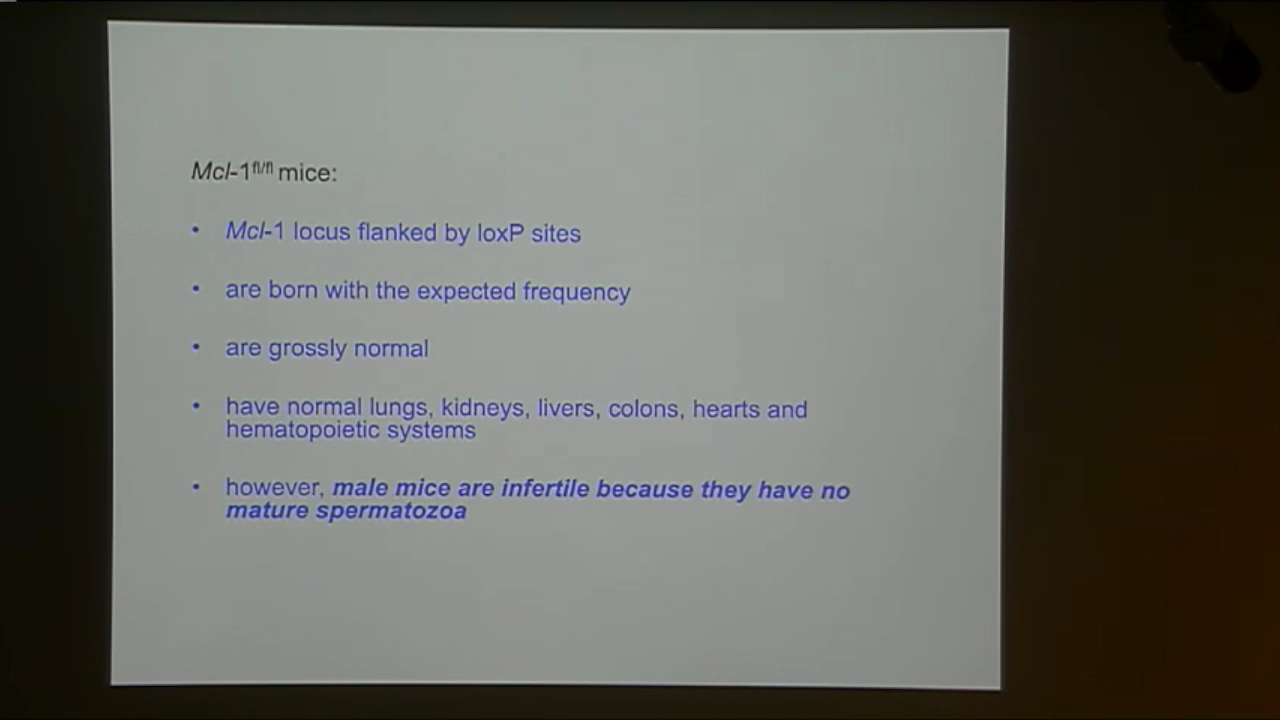 Mcl-1fl/fl mice:
• Mcl-1 locus flanked by loxP sites
• are born with the expected frequency
• are grossly normal
• have normal lungs, kidneys, livers, colons, hearts and
hematopoietic systems
• however, male mice are infertile because they have no
mature spermatozoa